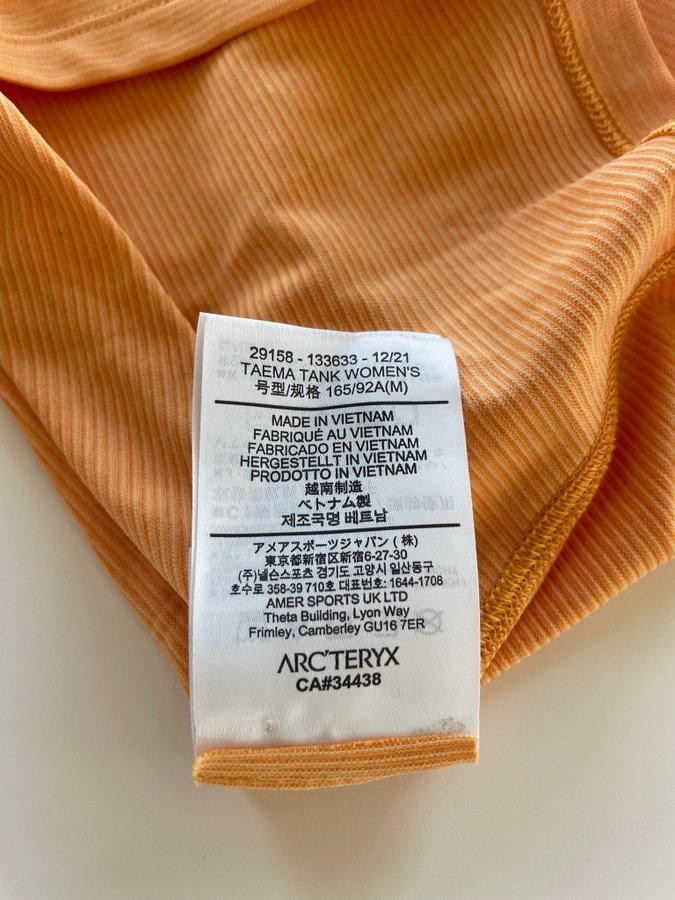 29158 - 133633 - 12/21
TAEMA TANK WOMEN'S
号型/规格 165/92A(M)
MADE IN VIETNAM
FABRIQUÉ AU VIETNAM
FABRICADO EN VIETNAM
HERGESTELLT IN VIETNAM
PRODOTTO IN VIETNAM
越南制造
ベトナム製
제조국명 베트남
アメアスポーツジャパン (株)
東京都新宿区新宿6-27-30
(주)넬슨스포츠 경기도 고양시 일산동구
호수로 358-39 710호 대표번호: 1644-1708
AMER SPORTS UK LTD
Theta Building, Lyon Way
Frimley, Camberley GU16 7ER
ARC'TERYX
CA#34438